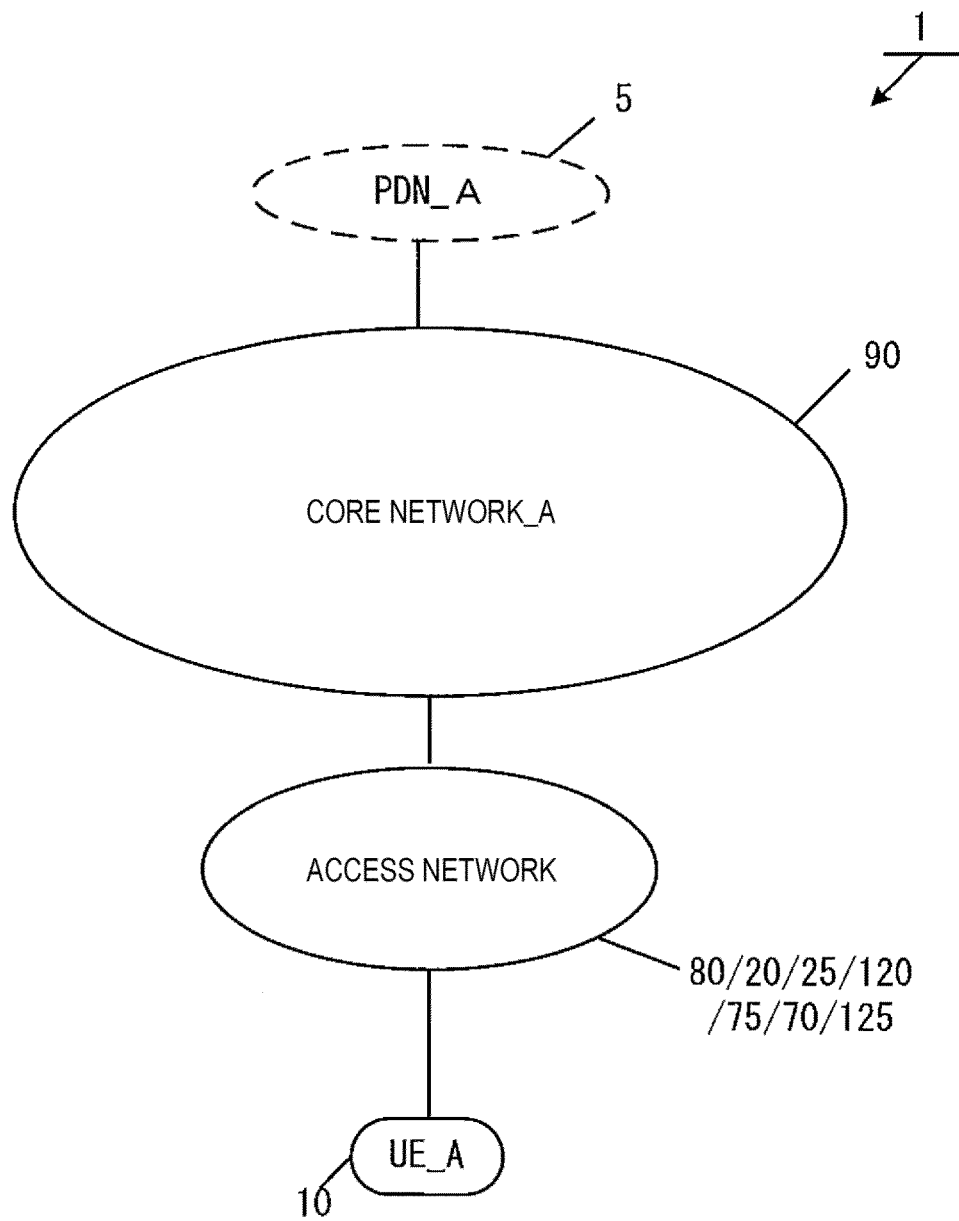 1
5
PDN_A
90
CORE NETWORK_A
ACCESS NETWORK
80/20/25/120
/75/70/125
UE_A
10